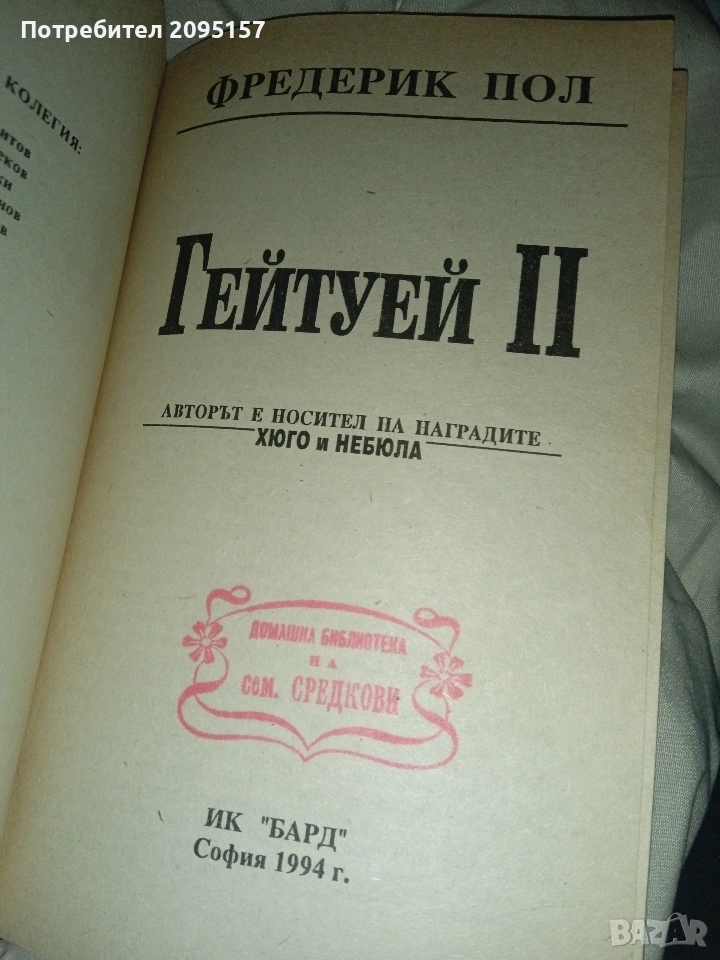 Потребител 2095157
КОЛЕГИЯ:
ФРЕДЕРИК ПОЛ
ГЕЙТУЕЙ II
АВТОРЪТ Е НОСИТЕЛ НА НАГРАДИТЕ
ХЮГО и НЕБЮЛА
ДОМАШНА БИБЛИОТЕКА
НА
сем. СРЕДКОВИ
ИК "БАРД"
София 1994 г.
BAZAR